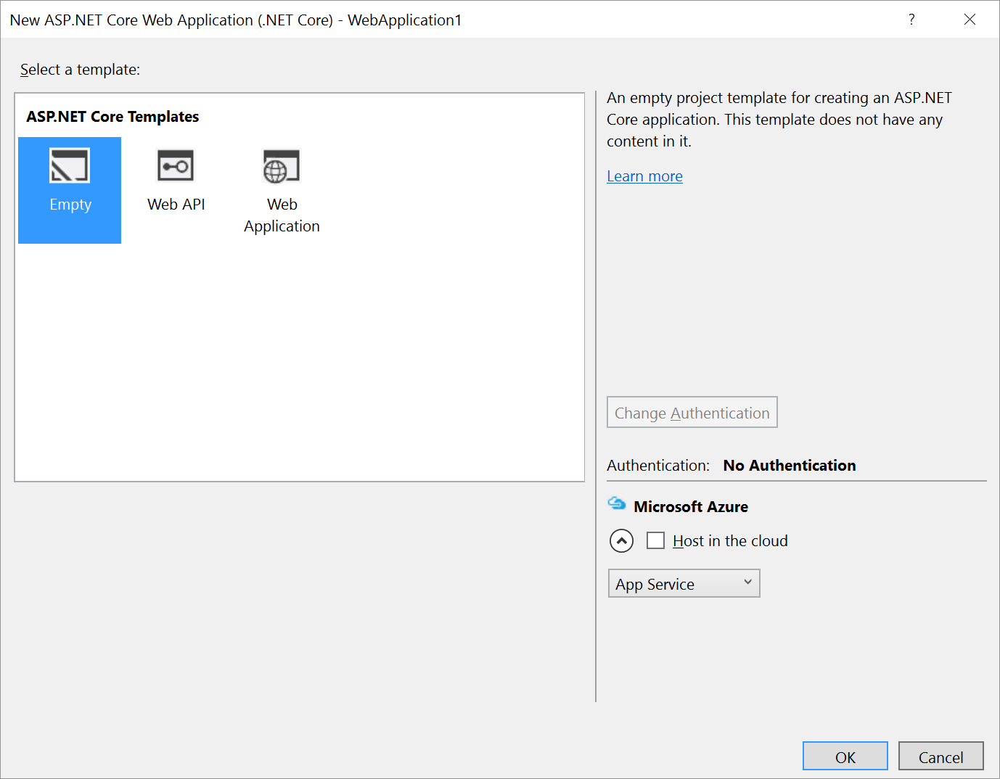 New ASP.NET Core Web Application (.NET Core) - WebApplication1
?
Select a template:
ASP.NET Core Templates
Empty
Web API
Web
Application
An empty project template for creating an ASP.NET
Core application. This template does not have any
content in it.
Learn more
Change Authentication
Authentication: No Authentication
Microsoft Azure
Host in the cloud
App Service
OK
Cancel